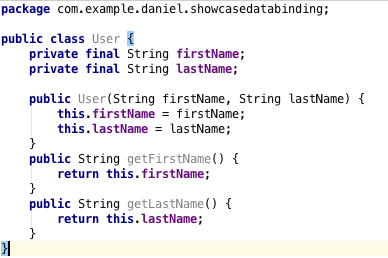 package com.example.daniel.showcasedatabinding;
public class User {
private final String firstName;
private final String lastName;
public User(String firstName, String lastName) {
this.firstName = firstName;
this.lastName = lastName;
}
public String getFirstName() {
return this.firstName;
}
public String getLastName() {
return this.lastName;
}
}